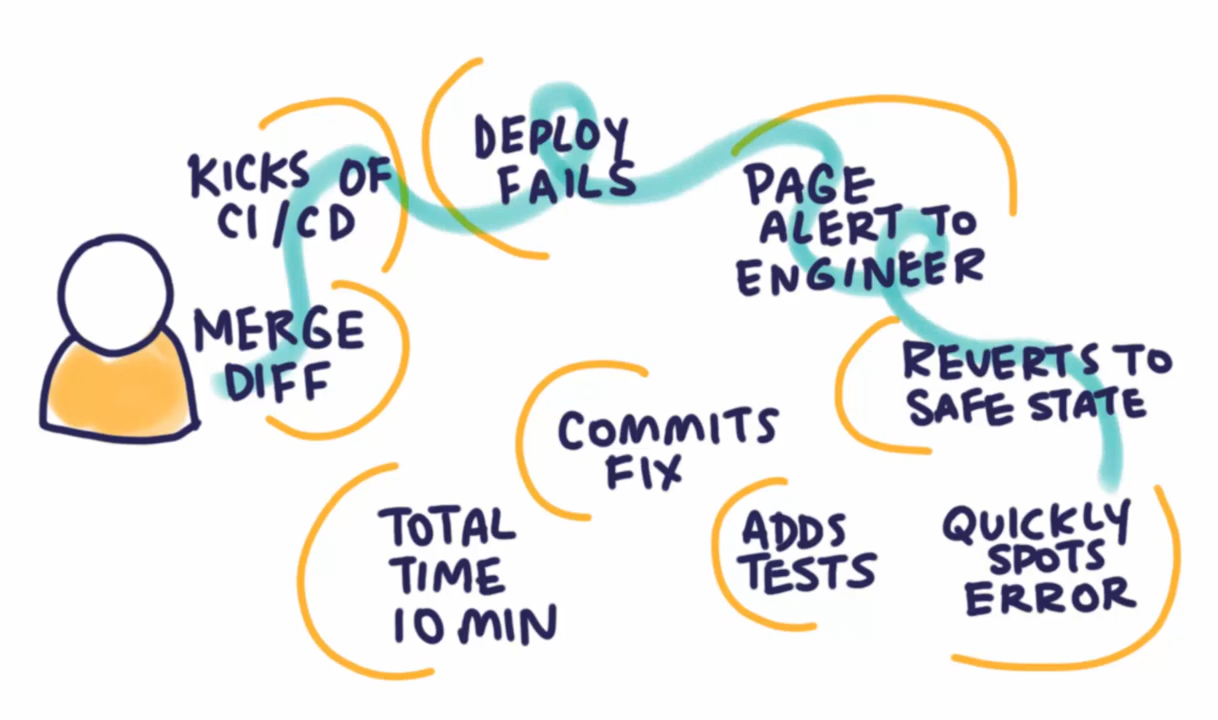 MERGE
DIFF
KICKS OF
CI/CD
DEPLOY
FAILS
PAGE
ALERT TO
ENGINEER
REVERTS TO
SAFE STATE
QUICKLY
SPOTS
ERROR
ADDS
TESTS
COMMITS
FIX
TOTAL
TIME
10 MIN